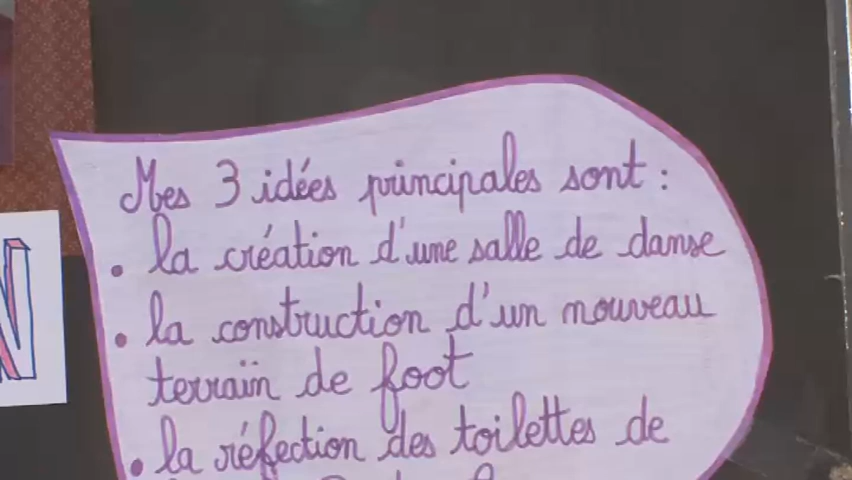 Mes 3 idées principales sont :
• la création d'une salle de danse
• la construction d'un nouveau
terrain de foot
• la réfection des toilettes de
N